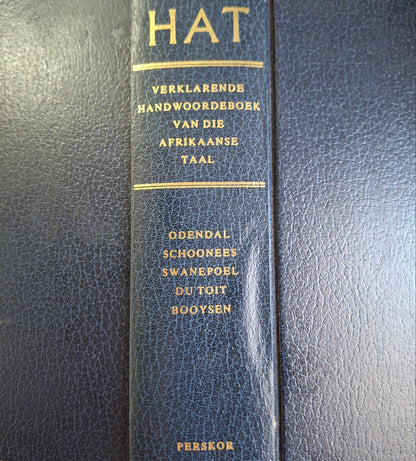 HAT
VERKLARENDE
HANDWOORDEBOEK
VAN DIE
AFRIKAANSE
TAAL
ODENDAL
SCHOONEES
SWANEPOEL
DU TOIT
BOOYSEN
PERSKOR